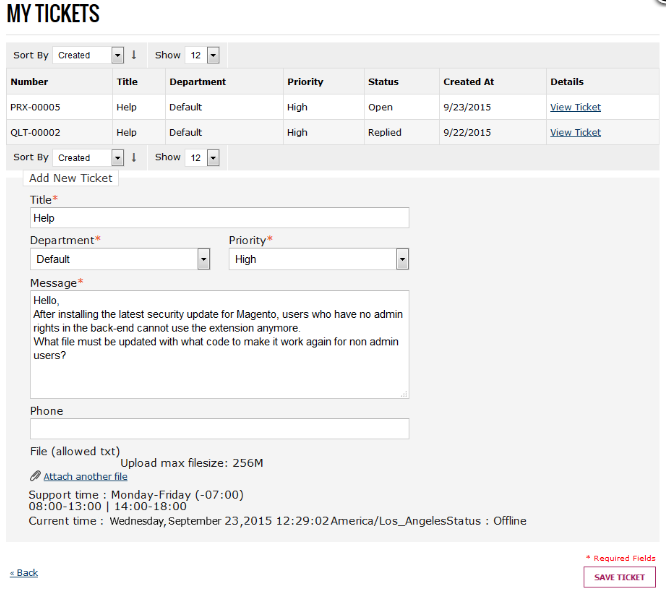 MY TICKETS
Sort By Created ↓ Show 12
Number Title Department Priority Status Created At Details
PRX-00005 Help Default High Open 9/23/2015 View Ticket
QLT-00002 Help Default High Replied 9/22/2015 View Ticket
Sort By Created ↓ Show 12
Add New Ticket
Title*
Help
Department* Priority*
Default High
Message*
Hello,
After installing the latest security update for Magento, users who have no admin
rights in the back-end cannot use the extension anymore.
What file must be updated with what code to make it work again for non admin
users?
Phone
File (allowed txt)
Upload max filesize: 256M
Attach another file
Support time : Monday-Friday (-07:00)
08:00-13:00 | 14:00-18:00
Current time : Wednesday, September 23,2015 12:29:02 America/Los_AngelesStatus : Offline
* Required Fields
« Back SAVE TICKET